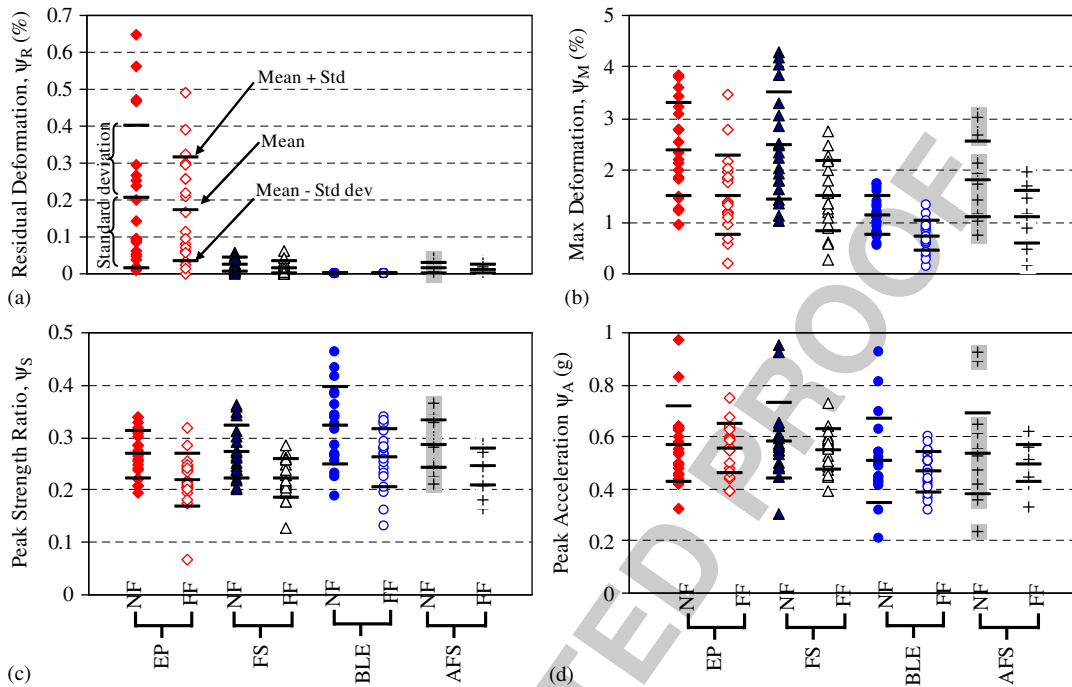 0.7
0.6
0.5
0.4
0.3
0.2
0.1
0
Residual Deformation, ψR (%)
Standard deviation
Mean + Std
Mean
Mean - Std dev
(a)
5
4
3
2
1
0
Max Deformation, ψM (%)
(b)
0.5
0.4
0.3
0.2
0.1
0
Peak Strength Ratio, ψS
NF
FF
NF
FF
NF
FF
NF
FF
EP
FS
BLE
AFS
(c)
1
0.8
0.6
0.4
0.2
0
Peak Acceleration ψA (g)
NF
FF
NF
FF
NF
FF
NF
FF
EP
FS
BLE
AFS
(d)
TED PROOF